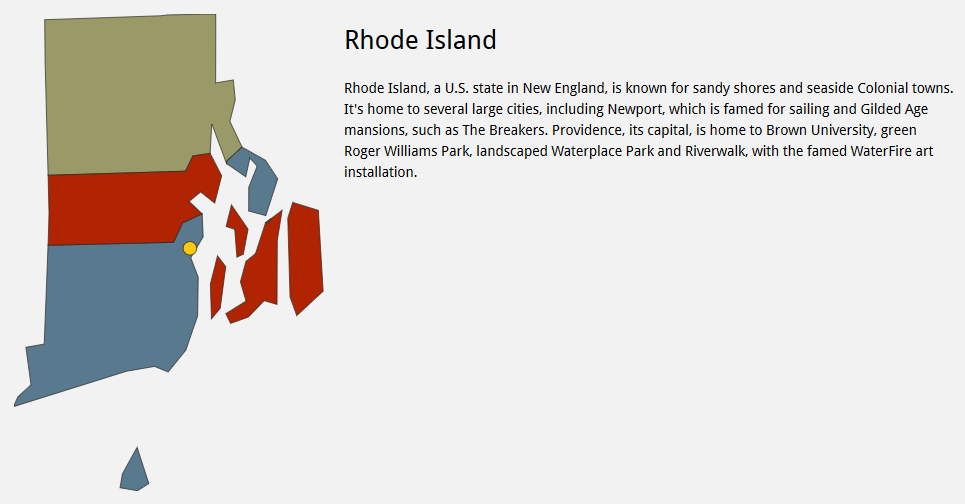 Rhode Island
Rhode Island, a U.S. state in New England, is known for sandy shores and seaside Colonial towns.
It's home to several large cities, including Newport, which is famed for sailing and Gilded Age
mansions, such as The Breakers. Providence, its capital, is home to Brown University, green
Roger Williams Park, landscaped Waterplace Park and Riverwalk, with the famed WaterFire art
installation.